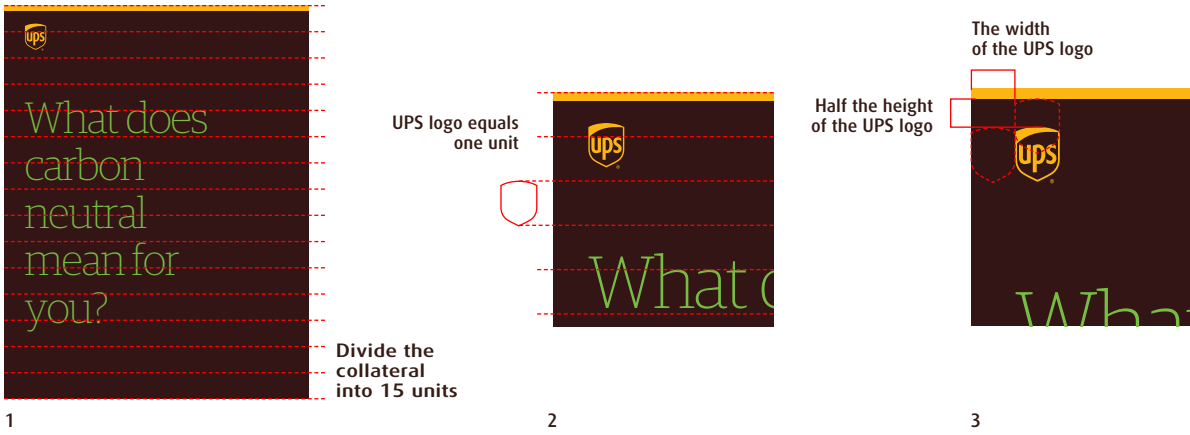 ups
What does
carbon
neutral
mean for
you?
Divide the
collateral
into 15 units
1
UPS logo equals
one unit
ups
What
2
The width
of the UPS logo
Half the height
of the UPS logo
ups
What
3